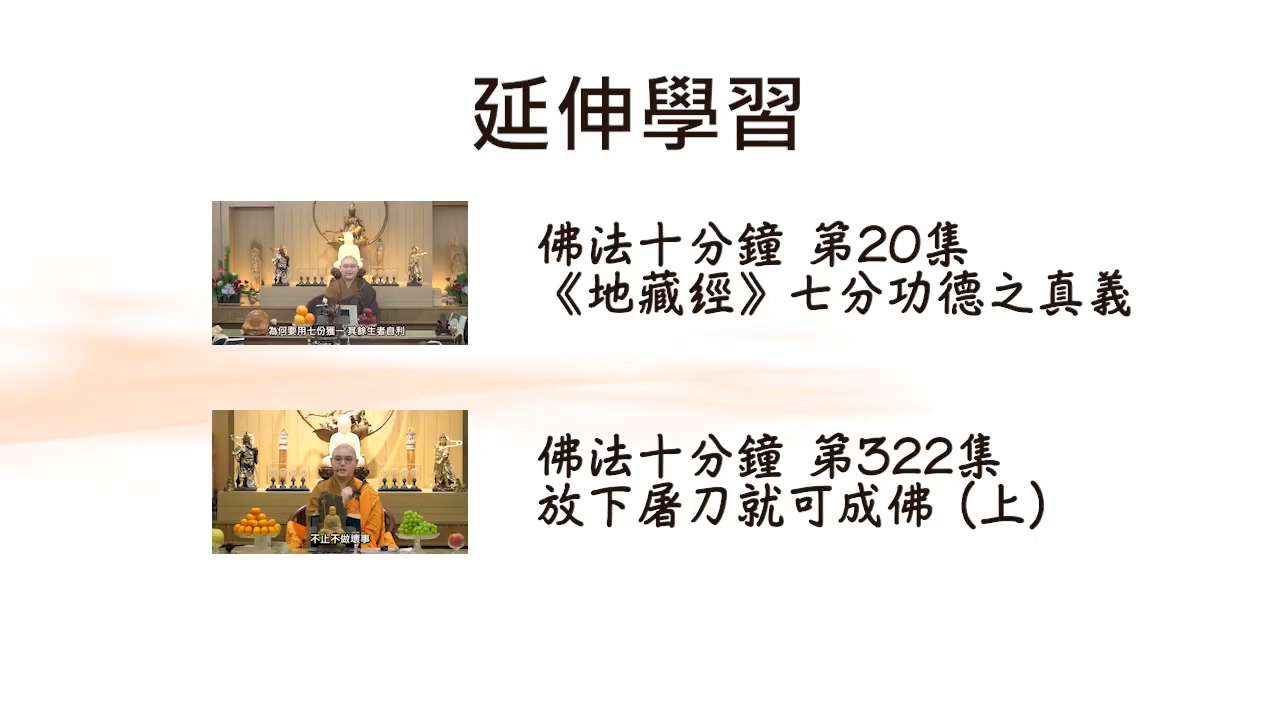 延伸學習
佛法十分鐘 第20集
《地藏經》七分功德之真義
為何要用七份獲一 其餘生者自利
佛法十分鐘 第322集
放下屠刀就可成佛（上）
不止不做壞事